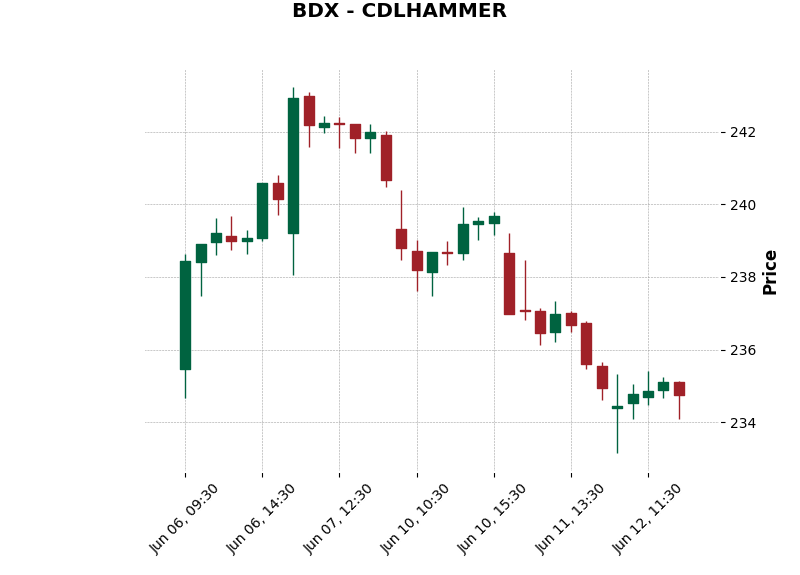 BDX - CDLHAMMER
242
240
238
236
234
Price
Jun 06, 09:30
Jun 06, 14:30
Jun 07, 12:30
Jun 10, 10:30
Jun 10, 15:30
Jun 11, 13:30
Jun 12, 11:30